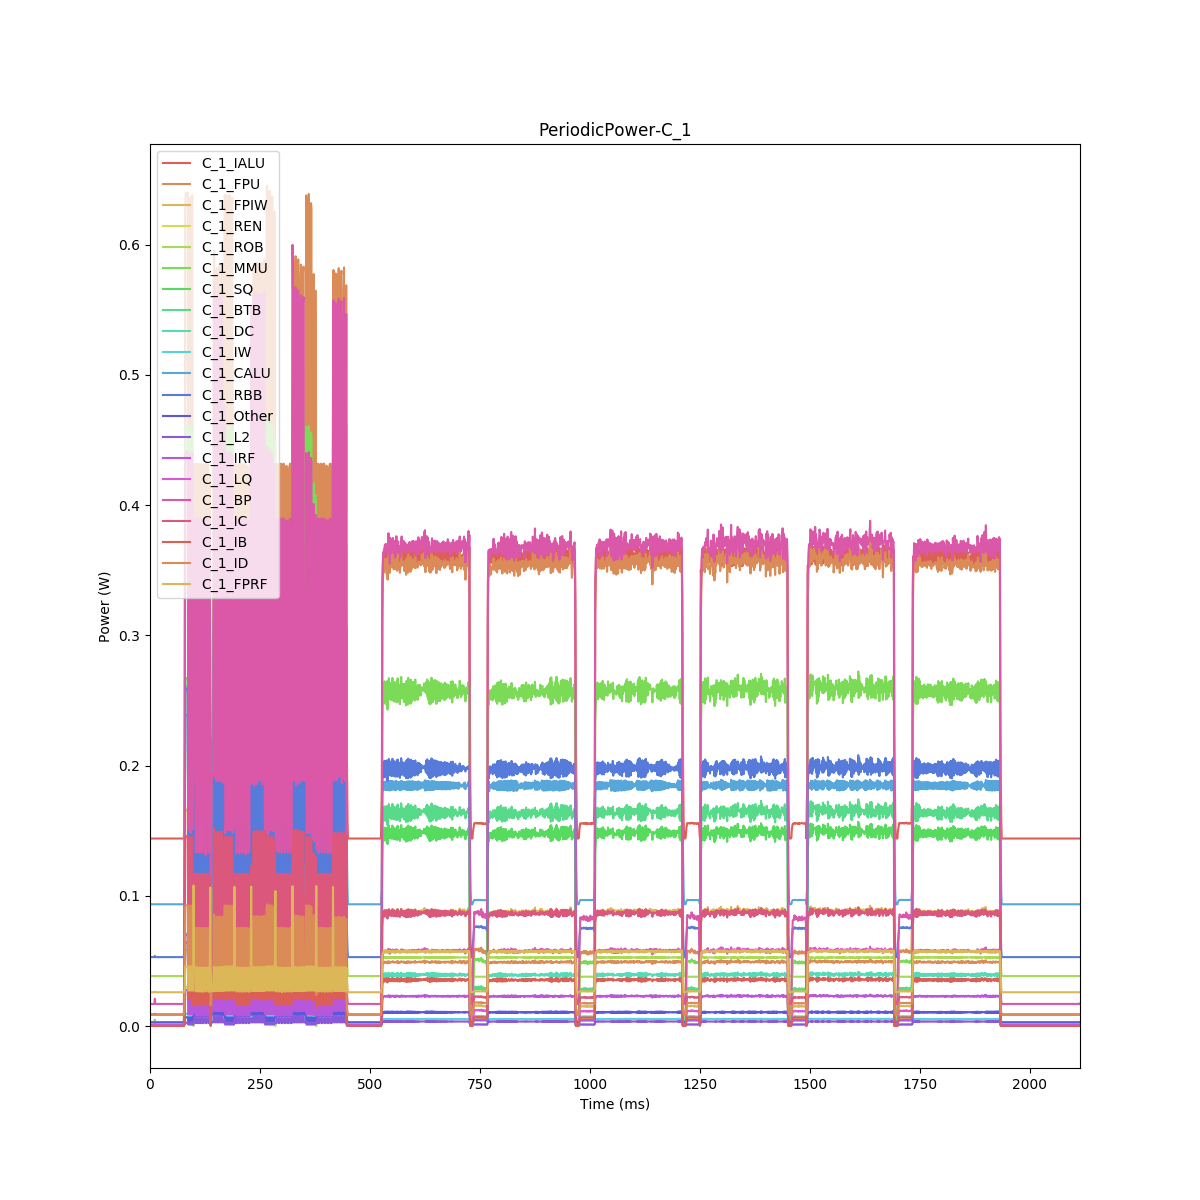 PeriodicPower-C_1
C_1_IALU
C_1_FPU
C_1_FPIW
C_1_REN
C_1_ROB
C_1_MMU
C_1_SQ
C_1_BTB
C_1_DC
C_1_IW
C_1_CALU
C_1_RBB
C_1_Other
C_1_L2
C_1_IRF
C_1_LQ
C_1_BP
C_1_IC
C_1_IB
C_1_ID
C_1_FPRF
Power (W)
0.6
0.5
0.4
0.3
0.2
0.1
0.0
0 250 500 750 1000 1250 1500 1750 2000
Time (ms)